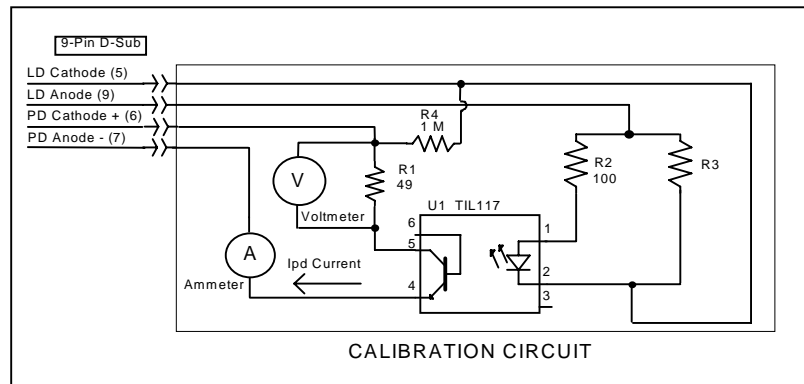 9-Pin D-Sub
LD Cathode (5)
LD Anode (9)
PD Cathode + (6)
PD Anode - (7)
R4
1 M
R1
49
R2
100
R3
V
Voltmeter
U1 TIL117
6
5
4
1
2
3
A
Ammeter
Ipd Current
CALIBRATION CIRCUIT